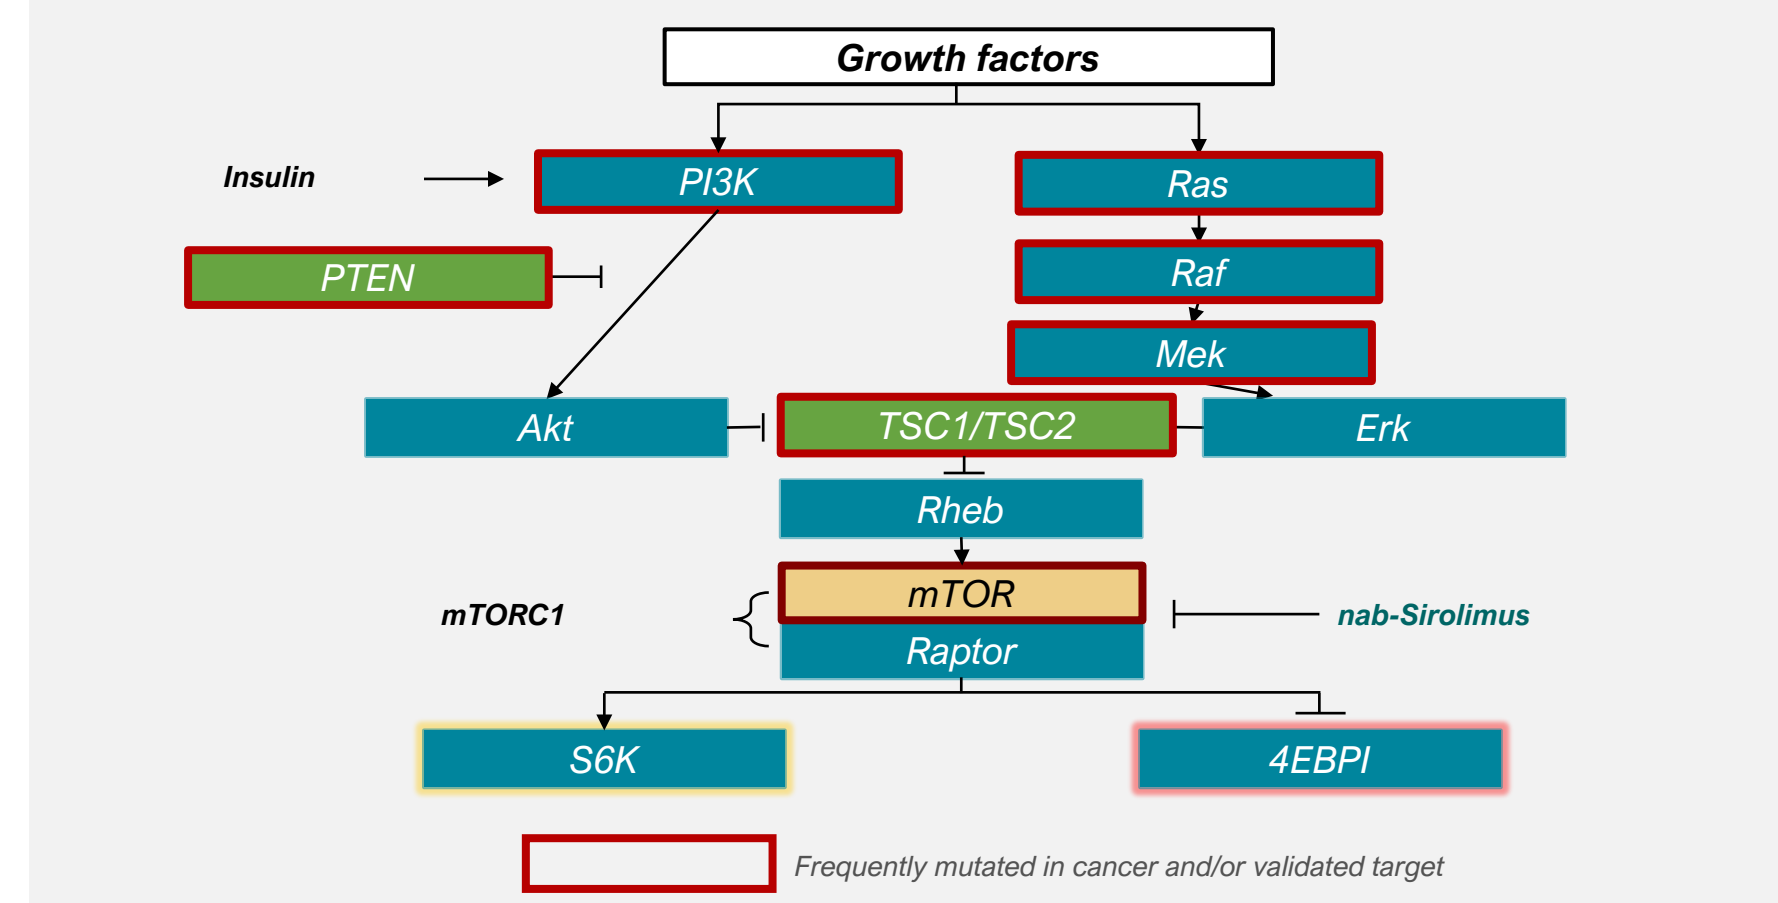 Growth factors
Insulin
PI3K
Ras
PTEN
Raf
Mek
Akt
TSC1/TSC2
Erk
Rheb
mTOR
mTORC1
nab-Sirolimus
Raptor
S6K
4EBPI
Frequently mutated in cancer and/or validated target